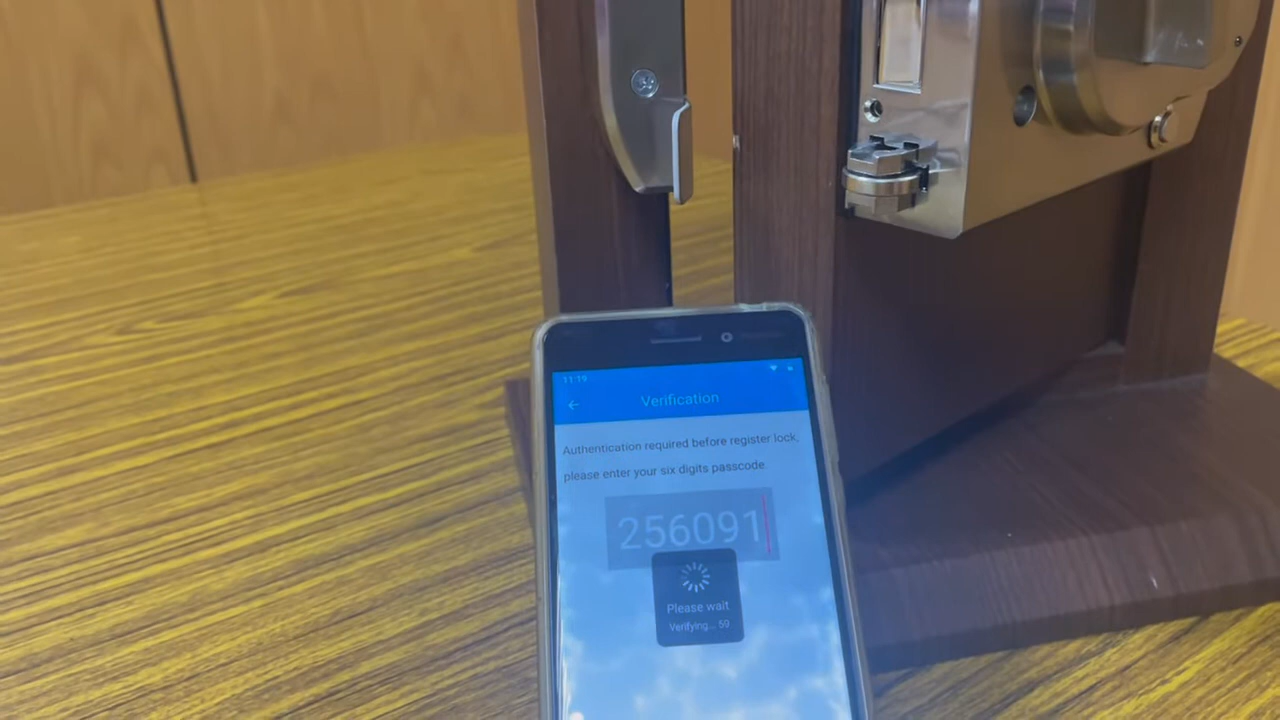 11:19
Verification
Authentication required before register lock,
please enter your six digits passcode.
256091
Please wait
Verifying... 59